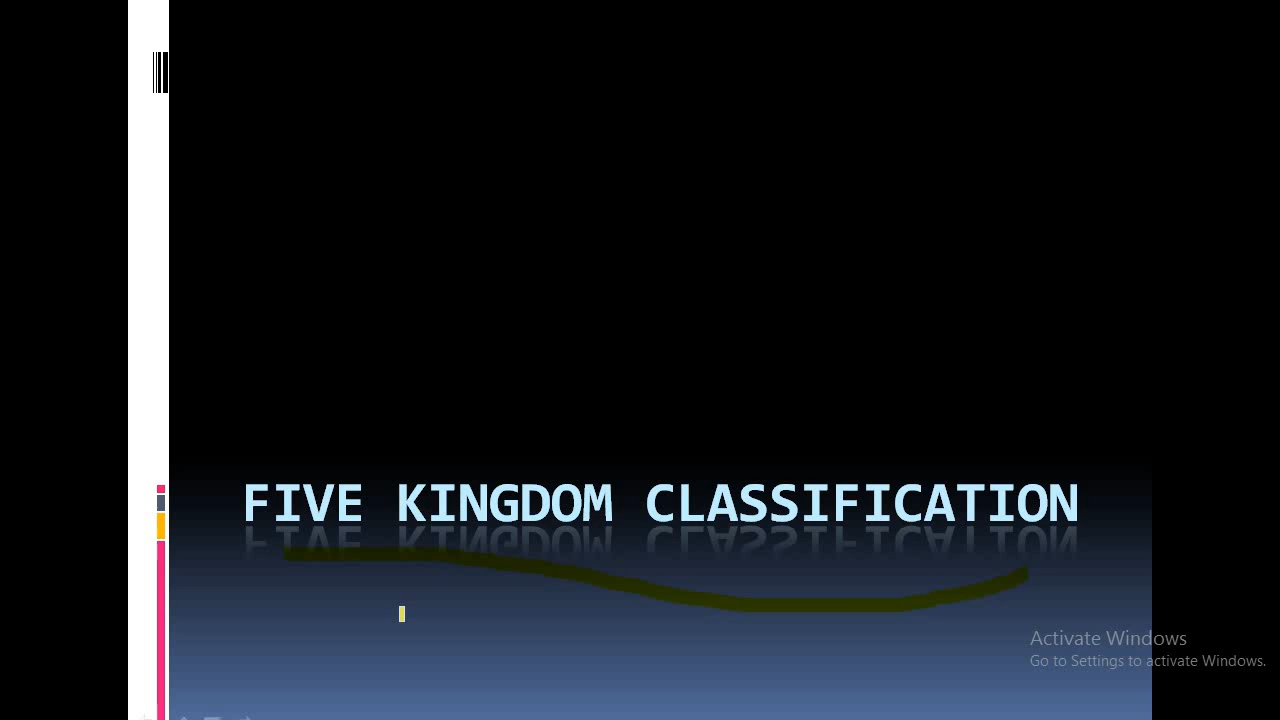 FIVE KINGDOM CLASSIFICATION
Activate Windows
Go to Settings to activate Windows.